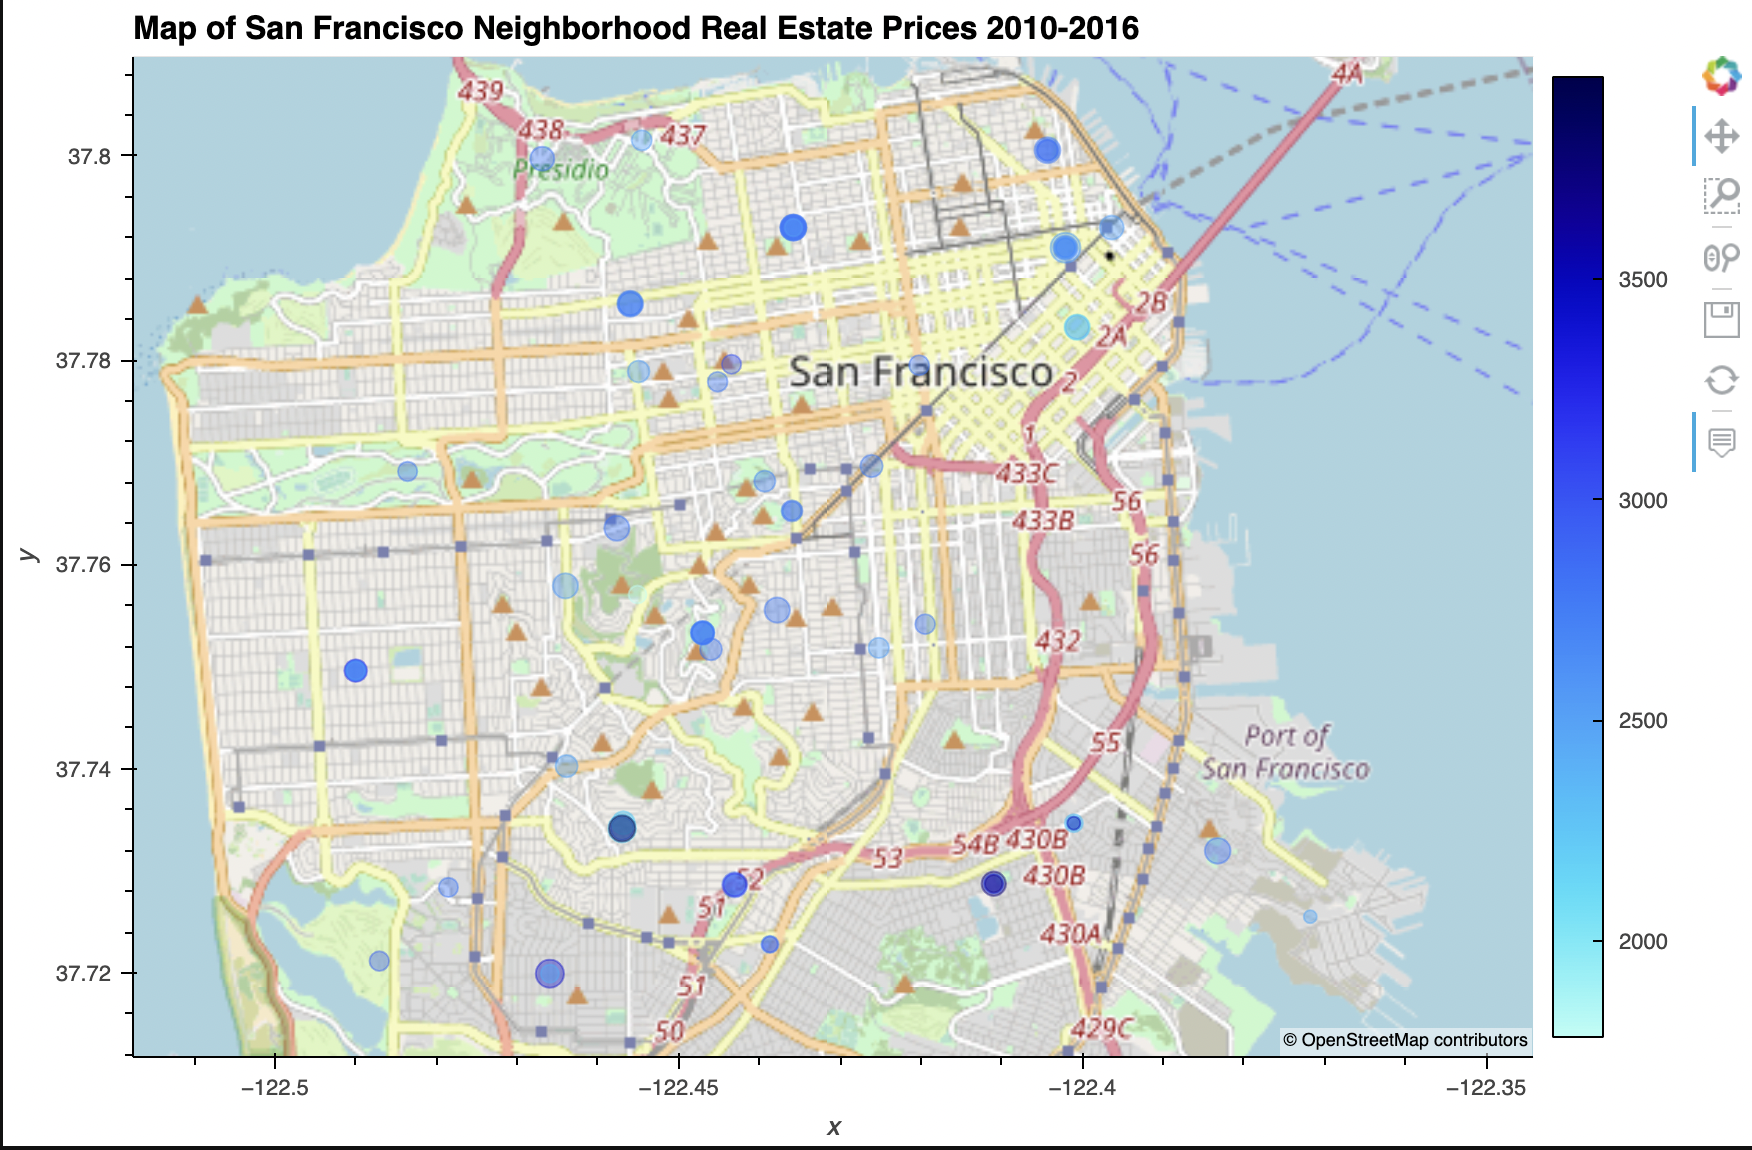 Map of San Francisco Neighborhood Real Estate Prices 2010-2016
439
4A
438
437
37.8
Presidio
3500
2B
2A
37.78
San Francisco
2
1
433C
3000
56
433B
y
37.76
56
432
2500
55
Port of
San Francisco
37.74
54B
430B
53
430B
52
51
430A
2000
37.72
51
50
429C
© OpenStreetMap contributors
−122.5
−122.45
−122.4
−122.35
x